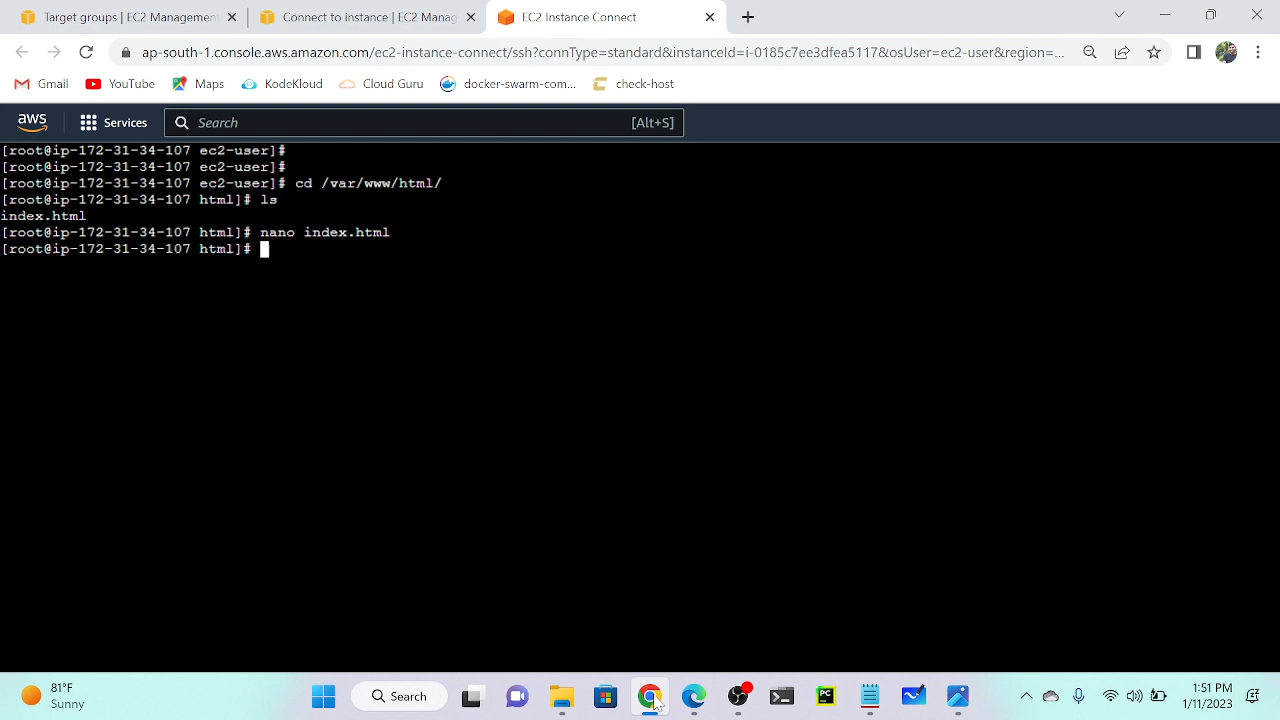 Target groups | EC2 Management
Connect to instance | EC2 Manag
EC2 Instance Connect
ap-south-1.console.aws.amazon.com/ec2-instance-connect/ssh?connType=standard&instanceId=i-0185c7ee3dfea5117&osUser=ec2-user&region=...
Gmail
YouTube
Maps
KodeKloud
Cloud Guru
docker-swarm-com...
check-host
aws
Services
Search
[Alt+S]
[root@ip-172-31-34-107 ec2-user]#
[root@ip-172-31-34-107 ec2-user]#
[root@ip-172-31-34-107 ec2-user]# cd /var/www/html/
[root@ip-172-31-34-107 html]# ls
index.html
[root@ip-172-31-34-107 html]# nano index.html
[root@ip-172-31-34-107 html]#
81°F
Sunny
Search
PC
1:51 PM
1/11/2023